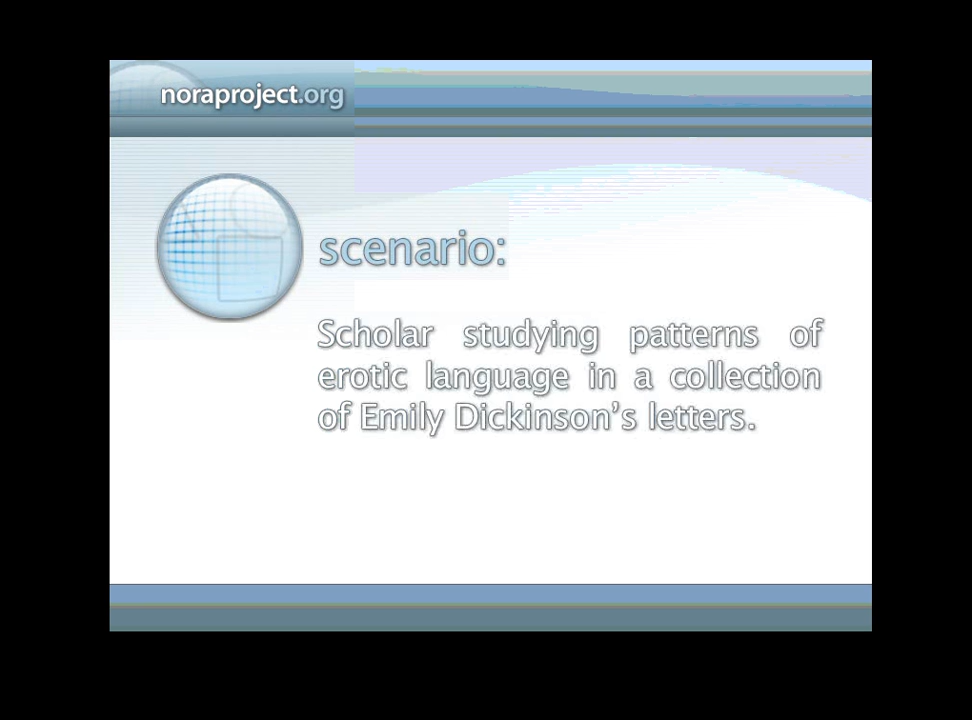 noraproject.org
scenario:
Scholar studying patterns of
erotic language in a collection
of Emily Dickinson's letters.